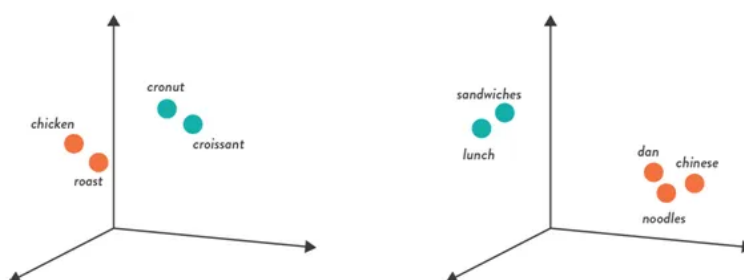 cronut
chicken
croissant
roast
sandwiches
lunch
dan
chinese
noodles